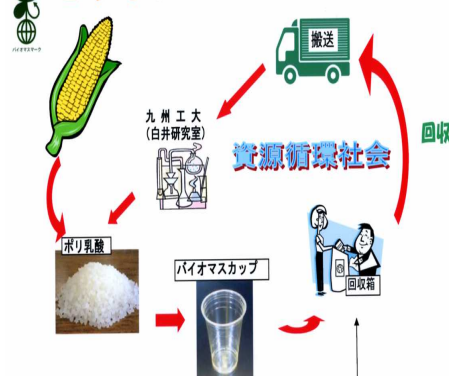 バイオマスマーク
搬送
九州工大
（白井研究室）
資源循環社会
回収
ポリ乳酸
バイオマスカップ
回収箱